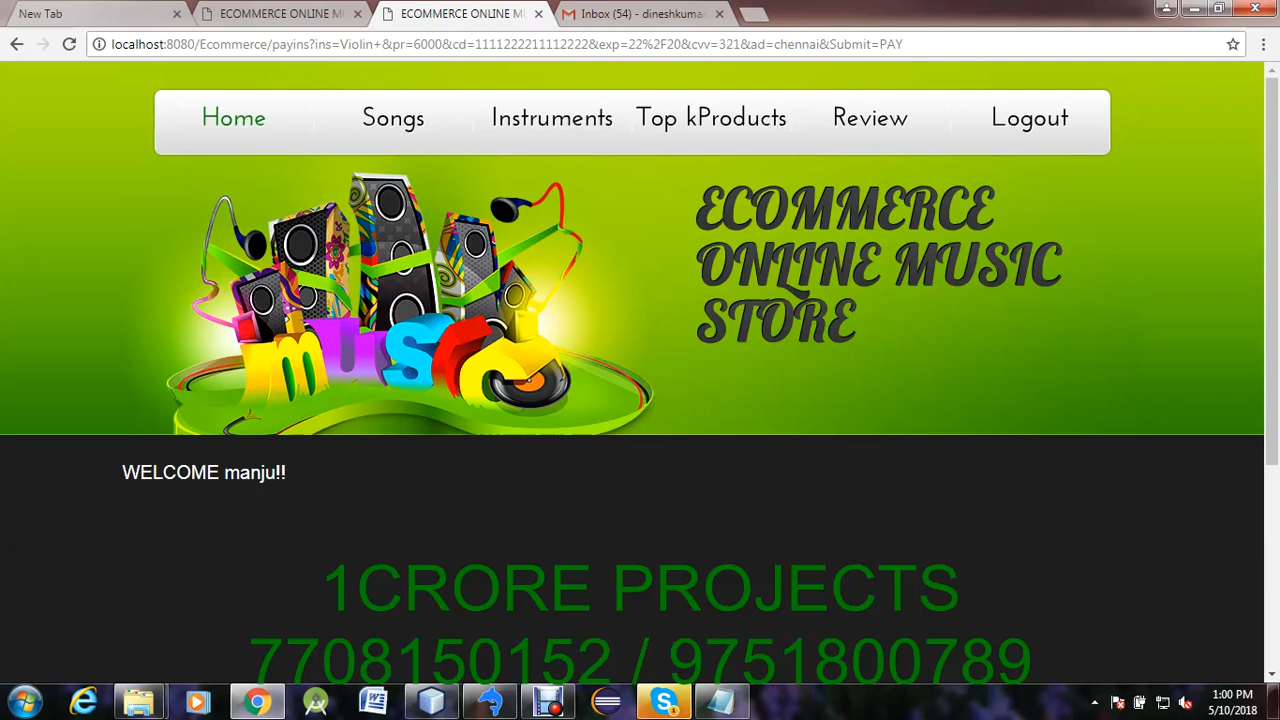 New Tab
ECOMMERCE ONLINE M
ECOMMERCE ONLINE MU
Inbox (54) - dineshkumar
localhost:8080/Ecommerce/payins?ins=Violin+&pr=6000&cd=1111222211112222&exp=22%2F20&cvv=321&ad=chennai&Submit=PAY
Home
Songs
Instruments
Top kProducts
Review
Logout
music
ECOMMERCE
ONLINE MUSIC
STORE
WELCOME manju!!
1CRORE PROJECTS
7708150152 / 9751800789
1:00 PM
5/10/2018